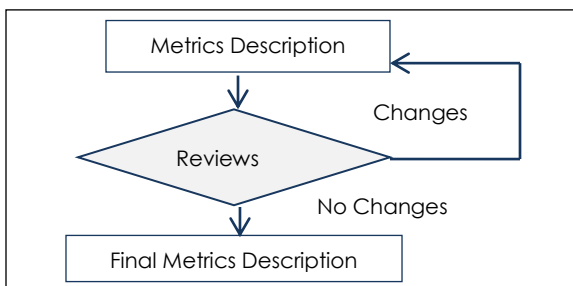 Metrics Description
Changes
Reviews
No Changes
Final Metrics Description